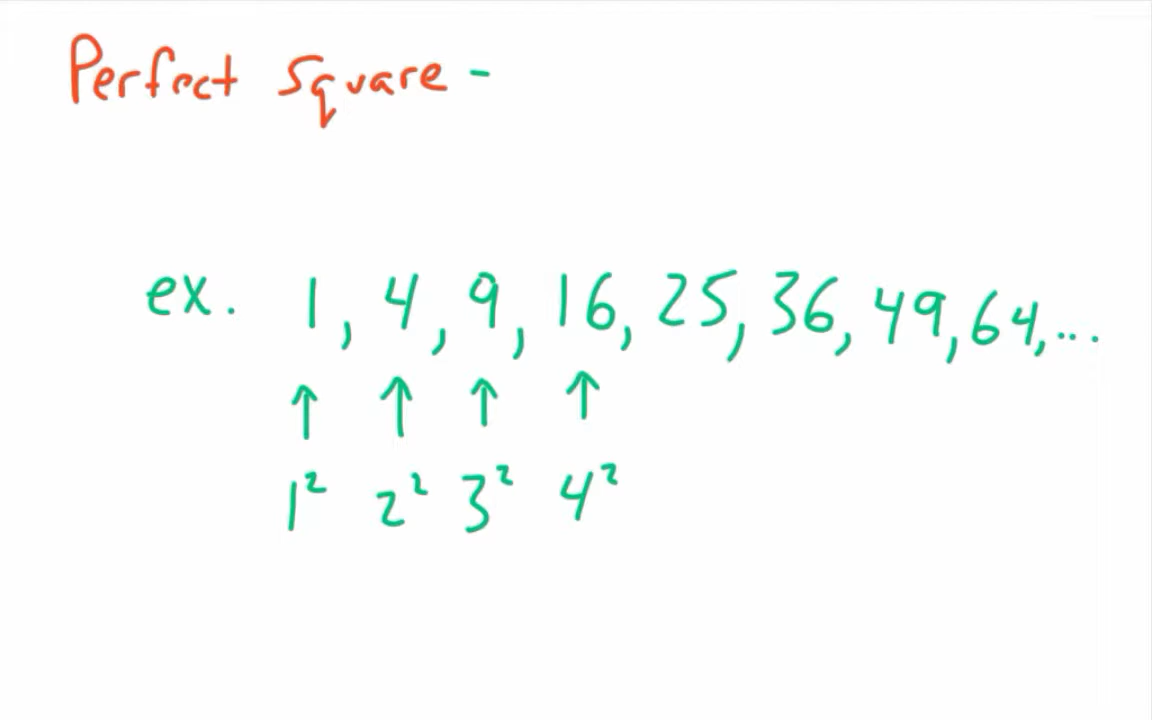 Perfect Square -
ex. 1, 4, 9, 16, 25, 36, 49, 64, ...
↑ ↑ ↑ ↑
1² 2² 3² 4²